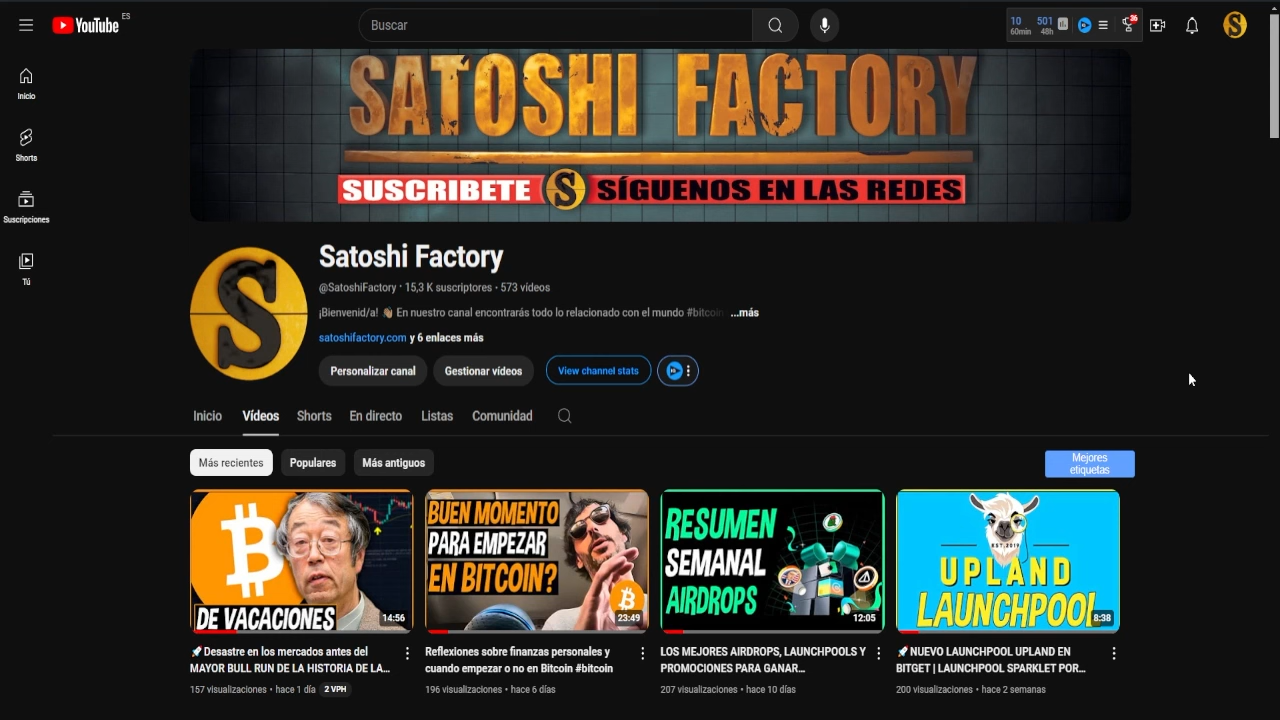 YouTube ES
Buscar
10 501
60min 48h
36
Inicio
Shorts
Suscripciones
Tú
SATOSHI FACTORY
SUSCRIBETE S SÍGUENOS EN LAS REDES
S
Satoshi Factory
@SatoshiFactory · 15,3 K suscriptores · 573 vídeos
¡Bienvenid/a! 👋🏼 En nuestro canal encontrarás todo lo relacionado con el mundo #bitcoin ...más
satoshifactory.com y 6 enlaces más
Personalizar canal Gestionar vídeos View channel stats
Inicio Vídeos Shorts En directo Listas Comunidad
Más recientes Populares Más antiguos
Mejores
etiquetas
DE VACACIONES
14:56
🚀Desastre en los mercados antes del
MAYOR BULL RUN DE LA HISTORIA DE LA...
157 visualizaciones · hace 1 día 2 VPH
BUEN MOMENTO
PARA EMPEZAR
EN BITCOIN?
23:49
Reflexiones sobre finanzas personales y
cuando empezar o no en Bitcoin #bitcoin
196 visualizaciones · hace 6 días
RESUMEN
SEMANAL
AIRDROPS
12:05
LOS MEJORES AIRDROPS, LAUNCHPOOLS Y
PROMOCIONES PARA GANAR...
207 visualizaciones · hace 10 días
EST. 2019
UPLAND
LAUNCHPOOL
8:38
🚀NUEVO LAUNCHPOOL UPLAND EN
BITGET | LAUNCHPOOL SPARKLET POR...
200 visualizaciones · hace 2 semanas